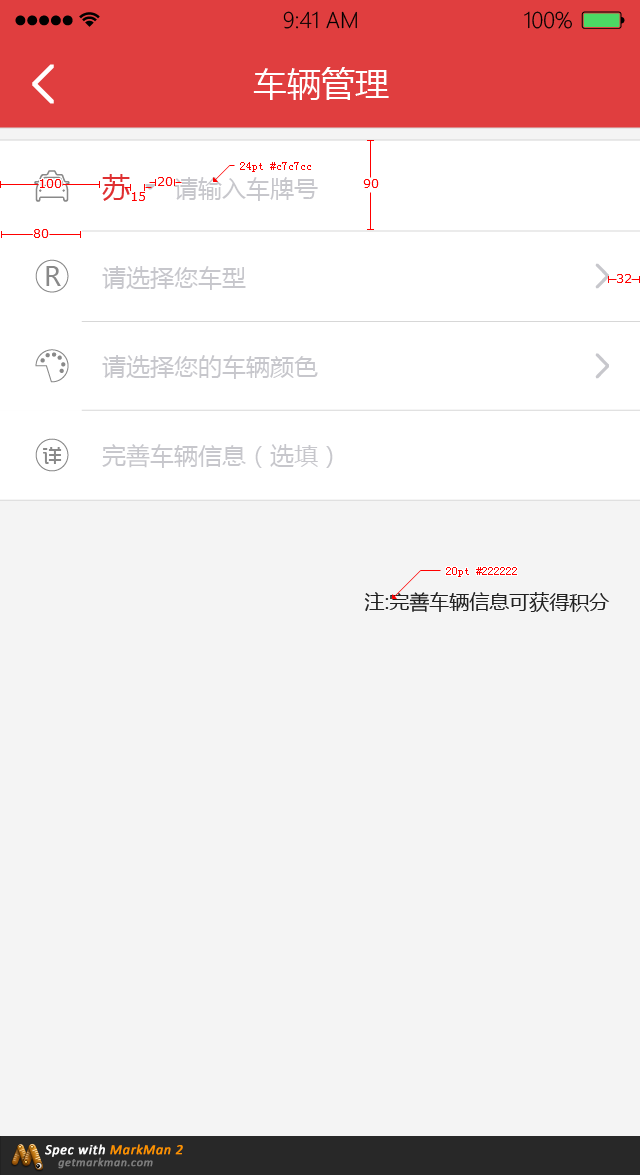 9:41 AM 100%
车辆管理
24pt #c7c7cc
100 苏 15 20 请输入车牌号 90
80
R 请选择您车型 32
请选择您的车辆颜色
详 完善车辆信息（选填）
20pt #222222
注:完善车辆信息可获得积分
Spec with MarkMan 2
getmarkman.com